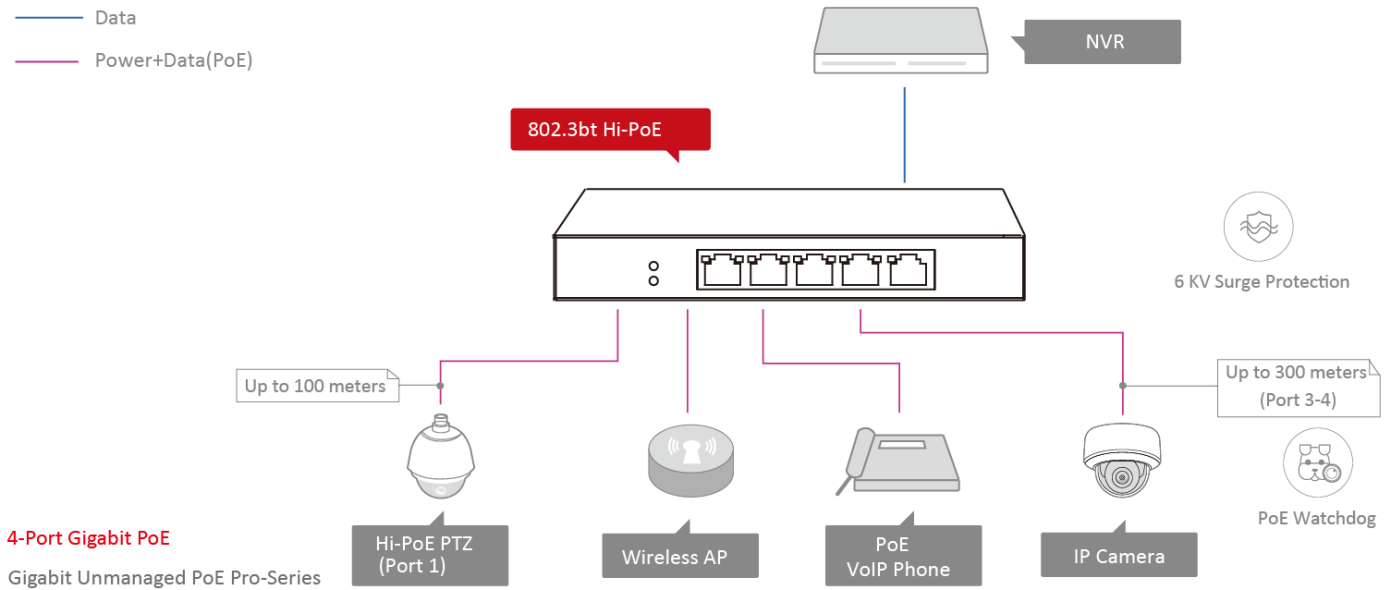 Data
Power+Data(PoE)
NVR
802.3bt Hi-PoE
6 KV Surge Protection
Up to 100 meters
Up to 300 meters
(Port 3-4)
PoE Watchdog
Hi-PoE PTZ
(Port 1)
Wireless AP
PoE
VoIP Phone
IP Camera
4-Port Gigabit PoE
Gigabit Unmanaged PoE Pro-Series